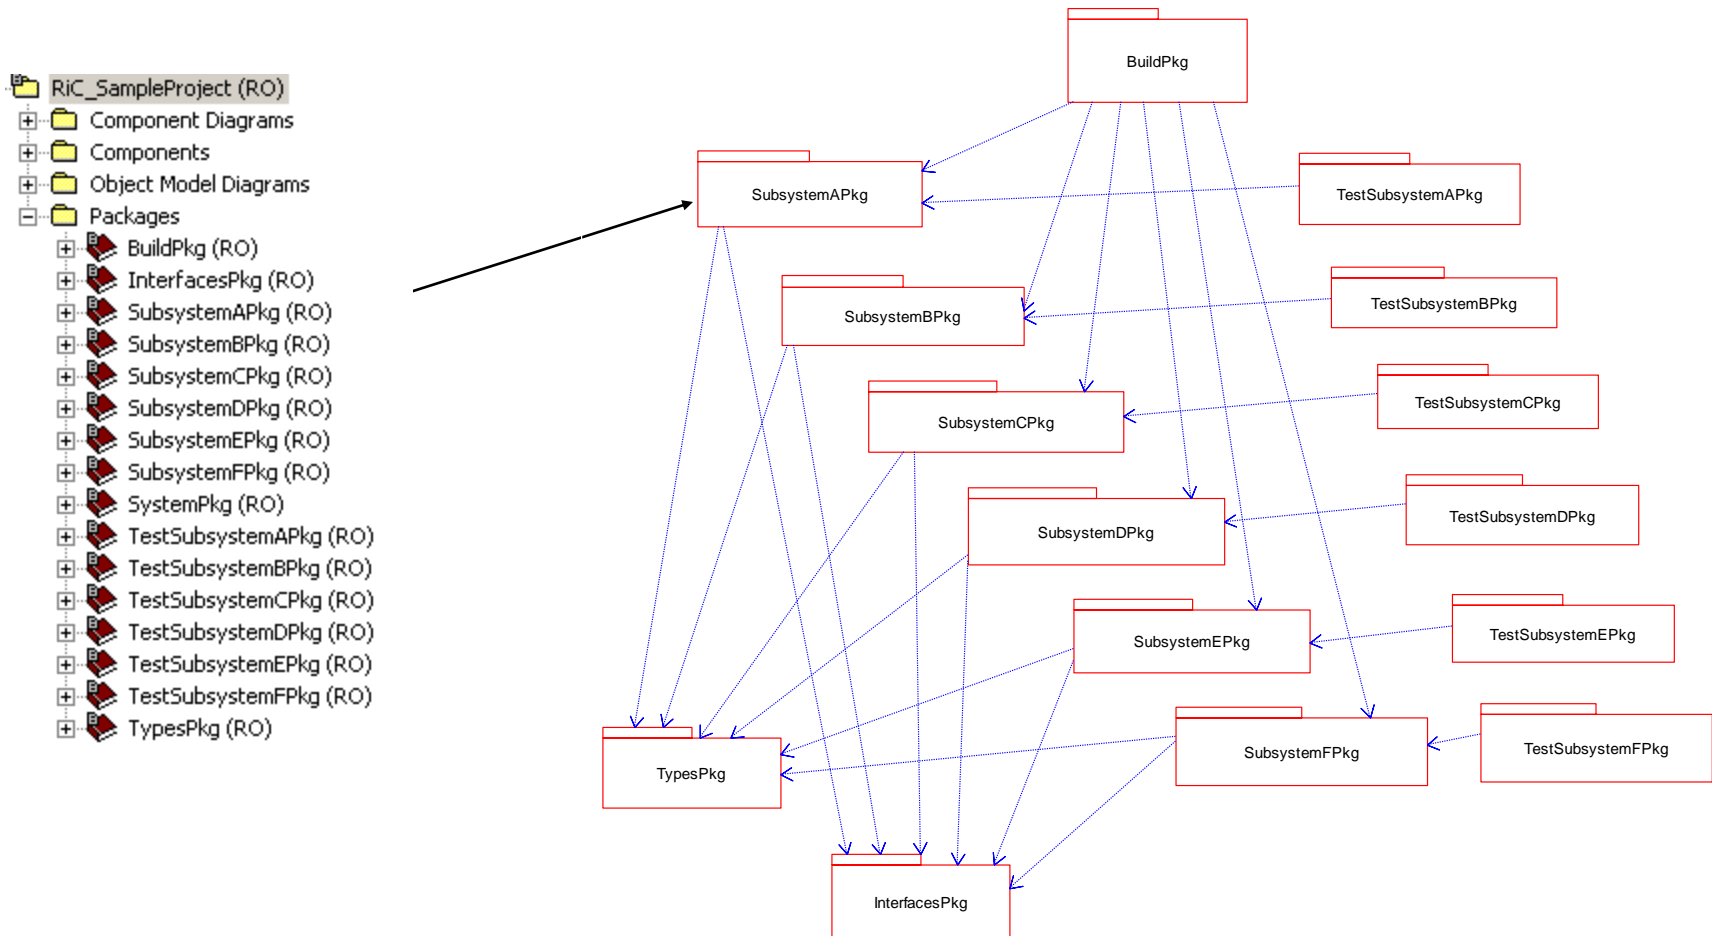 RiC_SampleProject (RO)
Component Diagrams
Components
Object Model Diagrams
Packages
BuildPkg (RO)
InterfacesPkg (RO)
SubsystemAPkg (RO)
SubsystemBPkg (RO)
SubsystemCPkg (RO)
SubsystemDPkg (RO)
SubsystemEPkg (RO)
SubsystemFPkg (RO)
SystemPkg (RO)
TestSubsystemAPkg (RO)
TestSubsystemBPkg (RO)
TestSubsystemCPkg (RO)
TestSubsystemDPkg (RO)
TestSubsystemEPkg (RO)
TestSubsystemFPkg (RO)
TypesPkg (RO)
BuildPkg
SubsystemAPkg
TestSubsystemAPkg
SubsystemBPkg
TestSubsystemBPkg
SubsystemCPkg
TestSubsystemCPkg
SubsystemDPkg
TestSubsystemDPkg
SubsystemEPkg
TestSubsystemEPkg
SubsystemFPkg
TestSubsystemFPkg
TypesPkg
InterfacesPkg